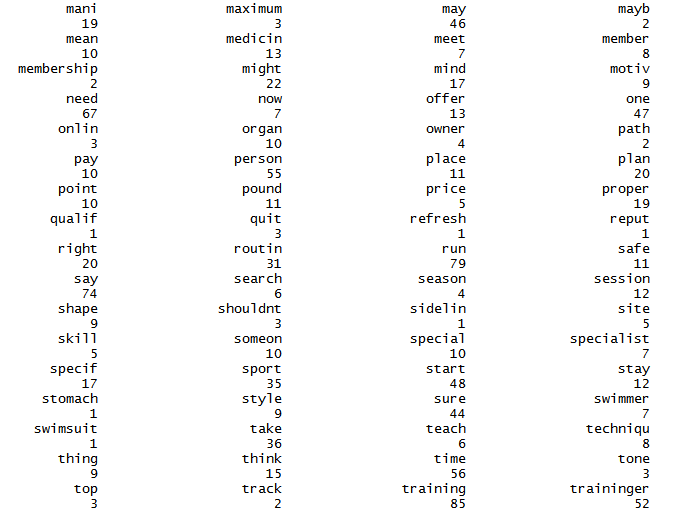 mani maximum may mayb
19 3 46 2
mean medicin meet member
10 13 7 8
membership might mind motiv
2 22 17 9
need now offer one
67 7 13 47
onlin organ owner path
3 10 4 2
pay person place plan
10 55 11 20
point pound price proper
10 11 5 19
qualif quit refresh reput
1 3 1 1
right routin run safe
20 31 79 11
say search season session
74 6 4 12
shape shouldnt sidelin site
9 3 1 5
skill someon special specialist
5 10 10 7
specif sport start stay
17 35 48 12
stomach style sure swimmer
1 9 44 7
swimsuit take teach techniqu
1 36 6 8
thing think time tone
9 15 56 3
top track training traininger
3 2 85 52